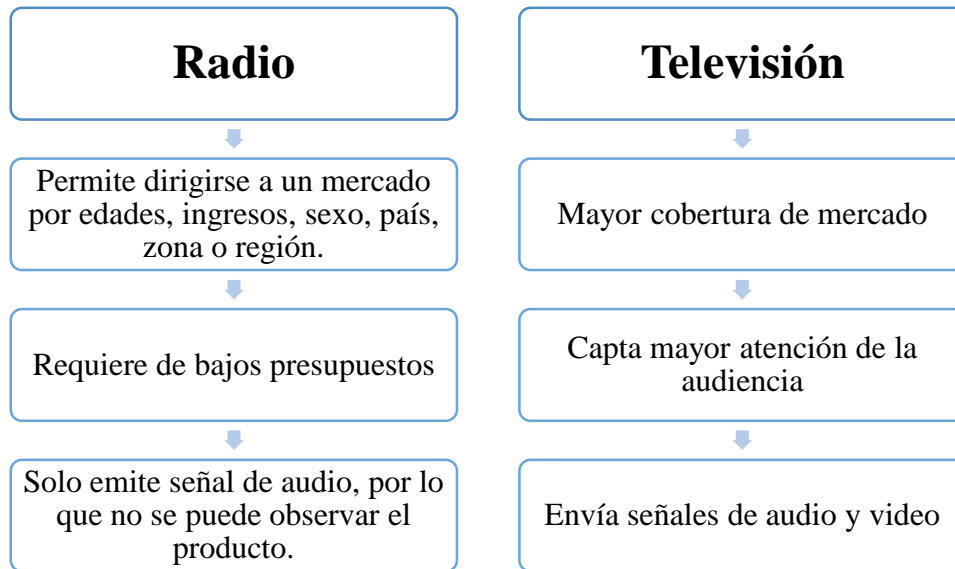 Radio
Permite dirigirse a un mercado
por edades, ingresos, sexo, país,
zona o región.
Requiere de bajos presupuestos
Solo emite señal de audio, por lo
que no se puede observar el
producto.
Televisión
Mayor cobertura de mercado
Capta mayor atención de la
audiencia
Envía señales de audio y video